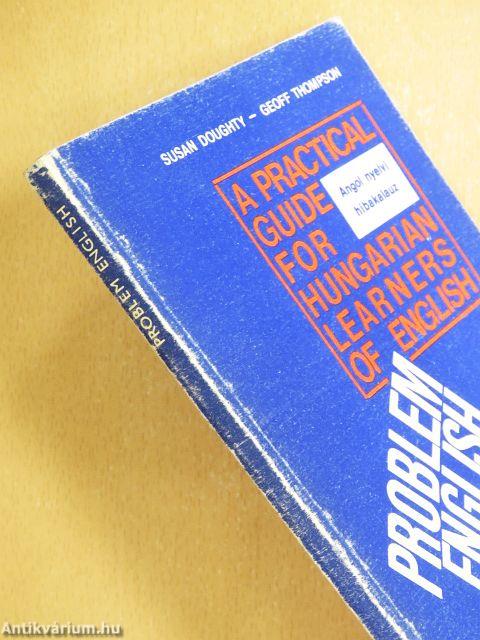 SUSAN DOUGHTY – GEOFF THOMPSON
A PRACTICAL
GUIDE
FOR
HUNGARIAN
LEARNERS
OF ENGLISH
Angol nyelvi
hibakalauz
PROBLEM
ENGLISH
PROBLEM ENGLISH
Antikvárium.hu